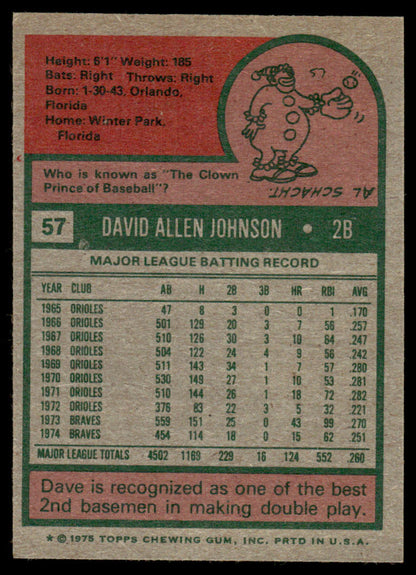 Height: 6'1" Weight: 185
Bats: Right Throws: Right
Born: 1-30-43, Orlando,
Florida
Home: Winter Park,
Florida
Who is known as "The Clown
Prince of Baseball"?
AL SCHACHT.
57 DAVID ALLEN JOHNSON • 2B
MAJOR LEAGUE BATTING RECORD
YEAR CLUB AB H 2B 3B HR RBI AVG
1965 ORIOLES 47 8 3 0 0 1 .170
1966 ORIOLES 501 129 20 3 7 56 .257
1967 ORIOLES 510 126 30 3 10 64 .247
1968 ORIOLES 504 122 24 4 9 56 .242
1969 ORIOLES 511 143 34 1 7 57 .280
1970 ORIOLES 530 149 27 1 10 53 .281
1971 ORIOLES 510 144 26 1 18 72 .282
1972 ORIOLES 376 83 22 3 5 32 .221
1973 BRAVES 559 151 25 0 43 99 .270
1974 BRAVES 454 114 18 0 15 62 .251
MAJOR LEAGUE TOTALS 4502 1169 229 16 124 552 .260
Dave is recognized as one of the best
2nd basemen in making double play.
* © 1975 TOPPS CHEWING GUM, INC. PRTD IN U.S.A.